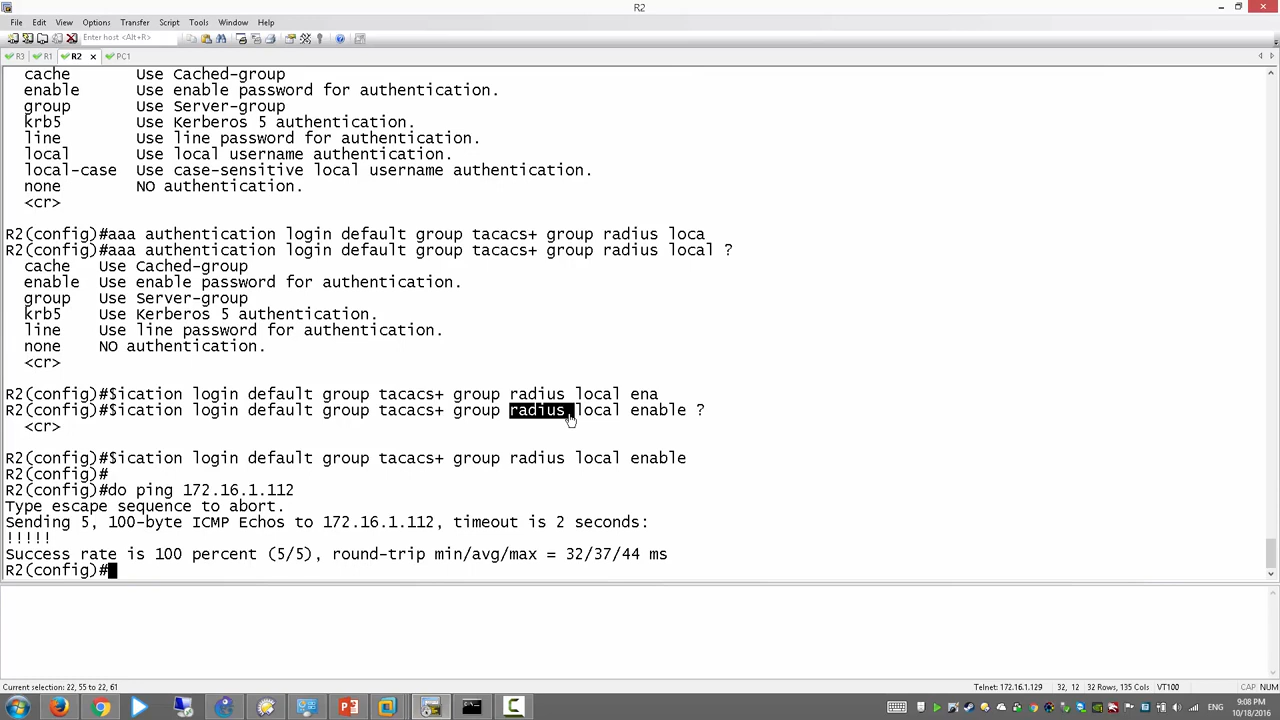 R2
File Edit View Options Transfer Script Tools Window Help
Enter host <Alt+R>
R3 R1 R2 × PC1
cache Use Cached-group
enable Use enable password for authentication.
group Use Server-group
krb5 Use Kerberos 5 authentication.
line Use line password for authentication.
local Use local username authentication.
local-case Use case-sensitive local username authentication.
none NO authentication.
<cr>
R2(config)#aaa authentication login default group tacacs+ group radius loca
R2(config)#aaa authentication login default group tacacs+ group radius local ?
cache Use Cached-group
enable Use enable password for authentication.
group Use Server-group
krb5 Use Kerberos 5 authentication.
line Use line password for authentication.
none NO authentication.
<cr>
R2(config)#$ication login default group tacacs+ group radius local ena
R2(config)#$ication login default group tacacs+ group radius local enable ?
<cr>
R2(config)#$ication login default group tacacs+ group radius local enable
R2(config)#
R2(config)#do ping 172.16.1.112
Type escape sequence to abort.
Sending 5, 100-byte ICMP Echos to 172.16.1.112, timeout is 2 seconds:
!!!!!
Success rate is 100 percent (5/5), round-trip min/avg/max = 32/37/44 ms
R2(config)#
Current selection: 22, 55 to 22, 61 Telnet: 172.16.1.129 32, 12 32 Rows, 135 Cols VT100 CAP NUM
ENG 9:08 PM
10/18/2016